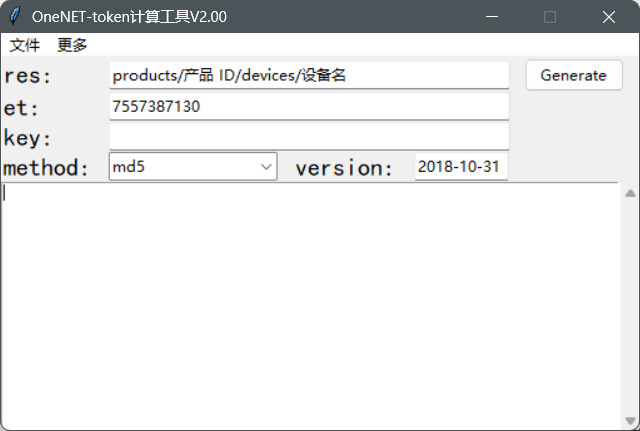 OneNET-token计算工具V2.00
文件 更多
res: products/产品 ID/devices/设备名 Generate
et: 7557387130
key:
method: md5 version: 2018-10-31